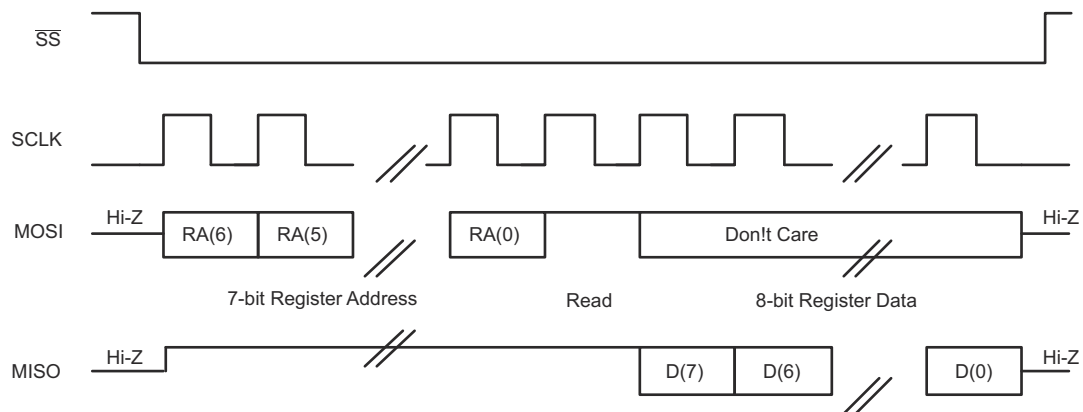 SS
SCLK
MOSI Hi-Z RA(6) RA(5) RA(0) Don!t Care Hi-Z
7-bit Register Address Read 8-bit Register Data
MISO Hi-Z D(7) D(6) D(0) Hi-Z